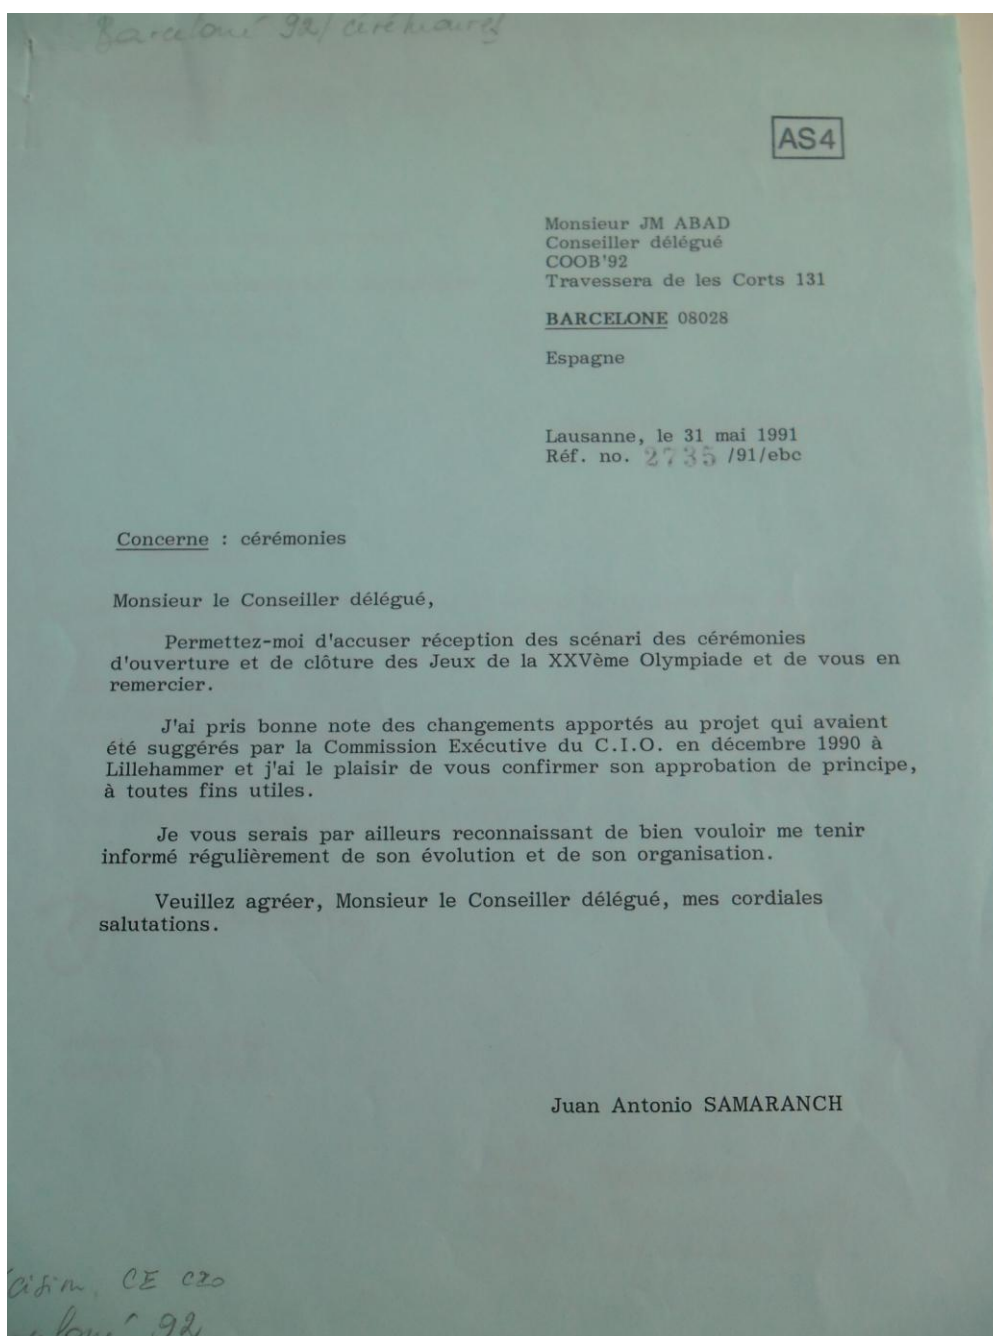 Barcelone 92/cérémonies
AS4
Monsieur JM ABAD
Conseiller délégué
COOB'92
Travessera de les Corts 131
BARCELONE 08028
Espagne
Lausanne, le 31 mai 1991
Réf. no. 2735 /91/ebc
Concerne : cérémonies
Monsieur le Conseiller délégué,
Permettez-moi d'accuser réception des scénari des cérémonies
d'ouverture et de clôture des Jeux de la XXVème Olympiade et de vous en
remercier.
J'ai pris bonne note des changements apportés au projet qui avaient
été suggérés par la Commission Exécutive du C.I.O. en décembre 1990 à
Lillehammer et j'ai le plaisir de vous confirmer son approbation de principe,
à toutes fins utiles.
Je vous serais par ailleurs reconnaissant de bien vouloir me tenir
informé régulièrement de son évolution et de son organisation.
Veuillez agréer, Monsieur le Conseiller délégué, mes cordiales
salutations.
Juan Antonio SAMARANCH
CE CIO
92